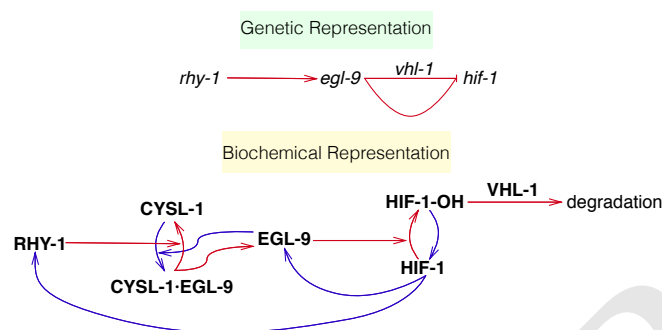 Genetic Representation
rhy-1 egl-9 vhl-1 hif-1
Biochemical Representation
HIF-1-OH VHL-1 degradation
CYSL-1
RHY-1 EGL-9
HIF-1
CYSL-1·EGL-9